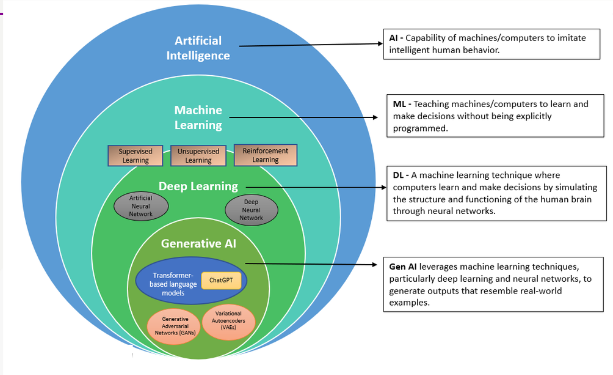 Artificial
Intelligence
AI - Capability of machines/computers to imitate
intelligent human behavior.
Machine
Learning
ML - Teaching machines/computers to learn and
make decisions without being explicitly
programmed.
Supervised
Learning
Unsupervised
Learning
Reinforcement
Learning
Deep Learning
DL - A machine learning technique where
computers learn and make decisions by simulating
the structure and functioning of the human brain
through neural networks.
Artificial
Neural
Network
Deep
Neural
Network
Generative AI
Gen AI leverages machine learning techniques,
particularly deep learning and neural networks, to
generate outputs that resemble real-world
examples.
Transformer-
based language
models
ChatGPT
Generative
Adversarial
Networks (GANs)
Variational
Autoencoders
(VAEs)